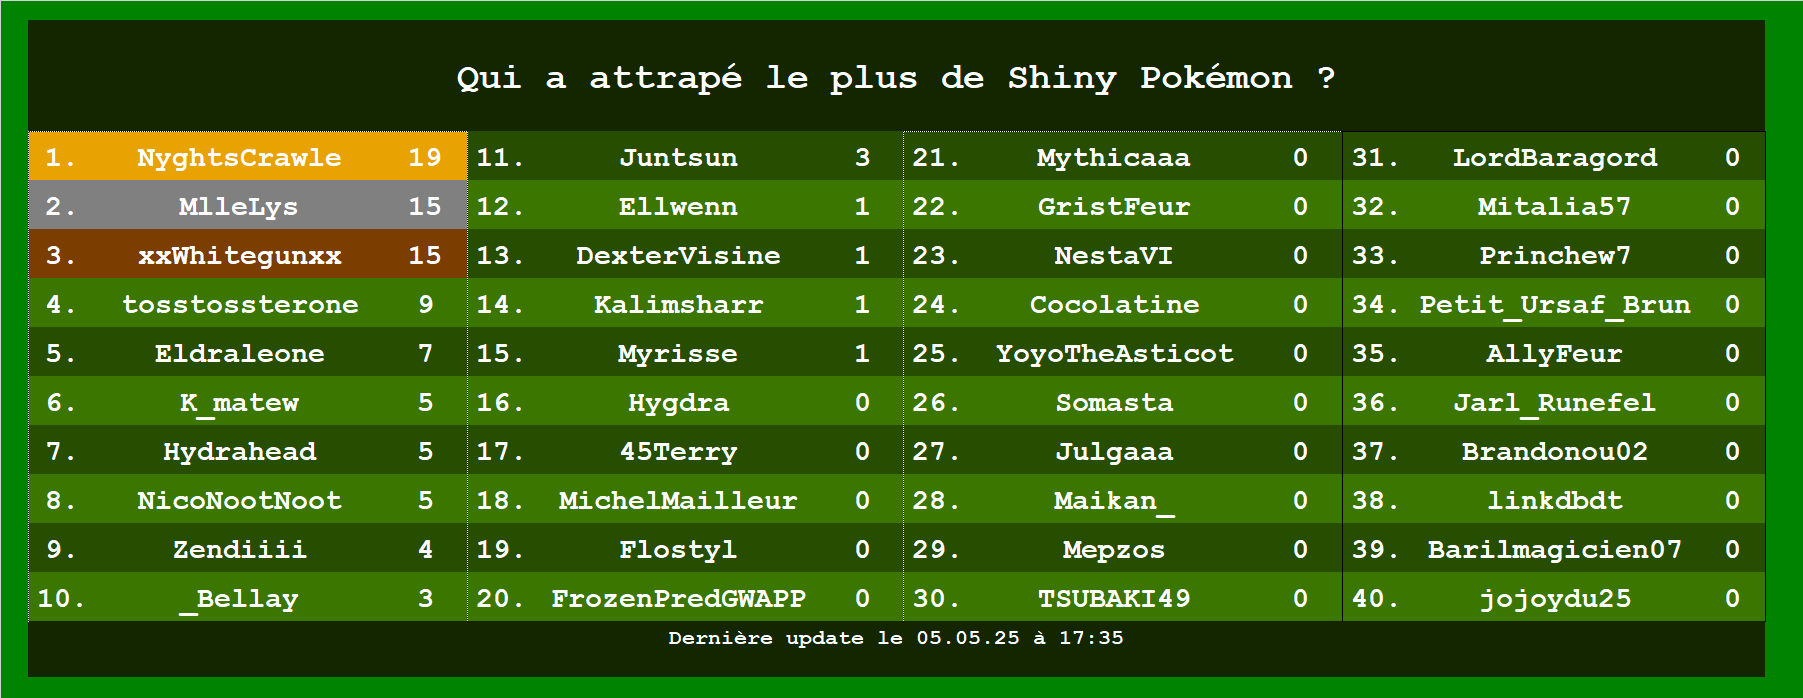 Qui a attrapé le plus de Shiny Pokémon ?
1. NyghtsCrawle 19
2. MlleLys 15
3. xxWhitegunxx 15
4. tosstossterone 9
5. Eldraleone 7
6. K_matew 5
7. Hydrahead 5
8. NicoNootNoot 5
9. Zendiiii 4
10. _Bellay 3
11. Juntsun 3
12. Ellwenn 1
13. DexterVisine 1
14. Kalimsharr 1
15. Myrisse 1
16. Hygdra 0
17. 45Terry 0
18. MichelMailleur 0
19. Flostyl 0
20. FrozenPredGWAPP 0
21. Mythicaaa 0
22. GristFeur 0
23. NestaVI 0
24. Cocolatine 0
25. YoyoTheAsticot 0
26. Somasta 0
27. Julgaaa 0
28. Maikan_ 0
29. Mepzos 0
30. TSUBAKI49 0
31. LordBaragord 0
32. Mitalia57 0
33. Princhew7 0
34. Petit_Ursaf_Brun 0
35. AllyFeur 0
36. Jarl_Runefel 0
37. Brandonou02 0
38. linkdbdt 0
39. Barilmagicien07 0
40. jojoydu25 0
Dernière update le 05.05.25 à 17:35